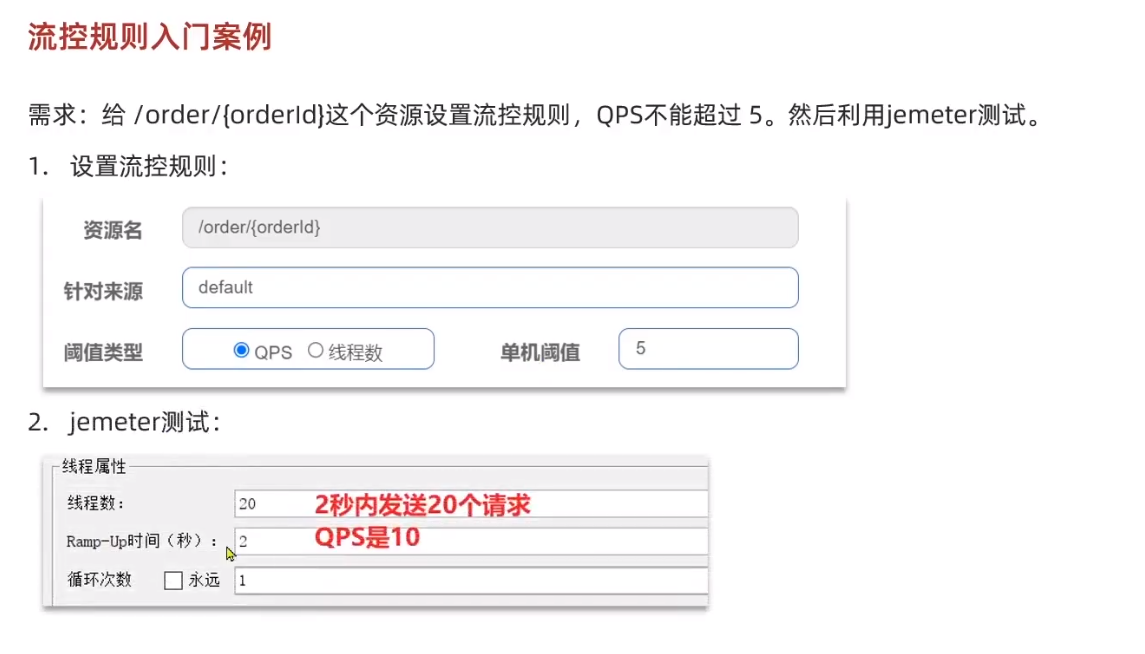 流控规则入门案例
需求：给 /order/{orderId}这个资源设置流控规则，QPS不能超过 5。然后利用jemeter测试。
1. 设置流控规则：
资源名 /order/{orderId}
针对来源 default
阈值类型 QPS 线程数 单机阈值 5
2. jemeter测试：
线程属性
线程数： 20 2秒内发送20个请求
Ramp-Up时间（秒）： 2 QPS是10
循环次数 永远 1